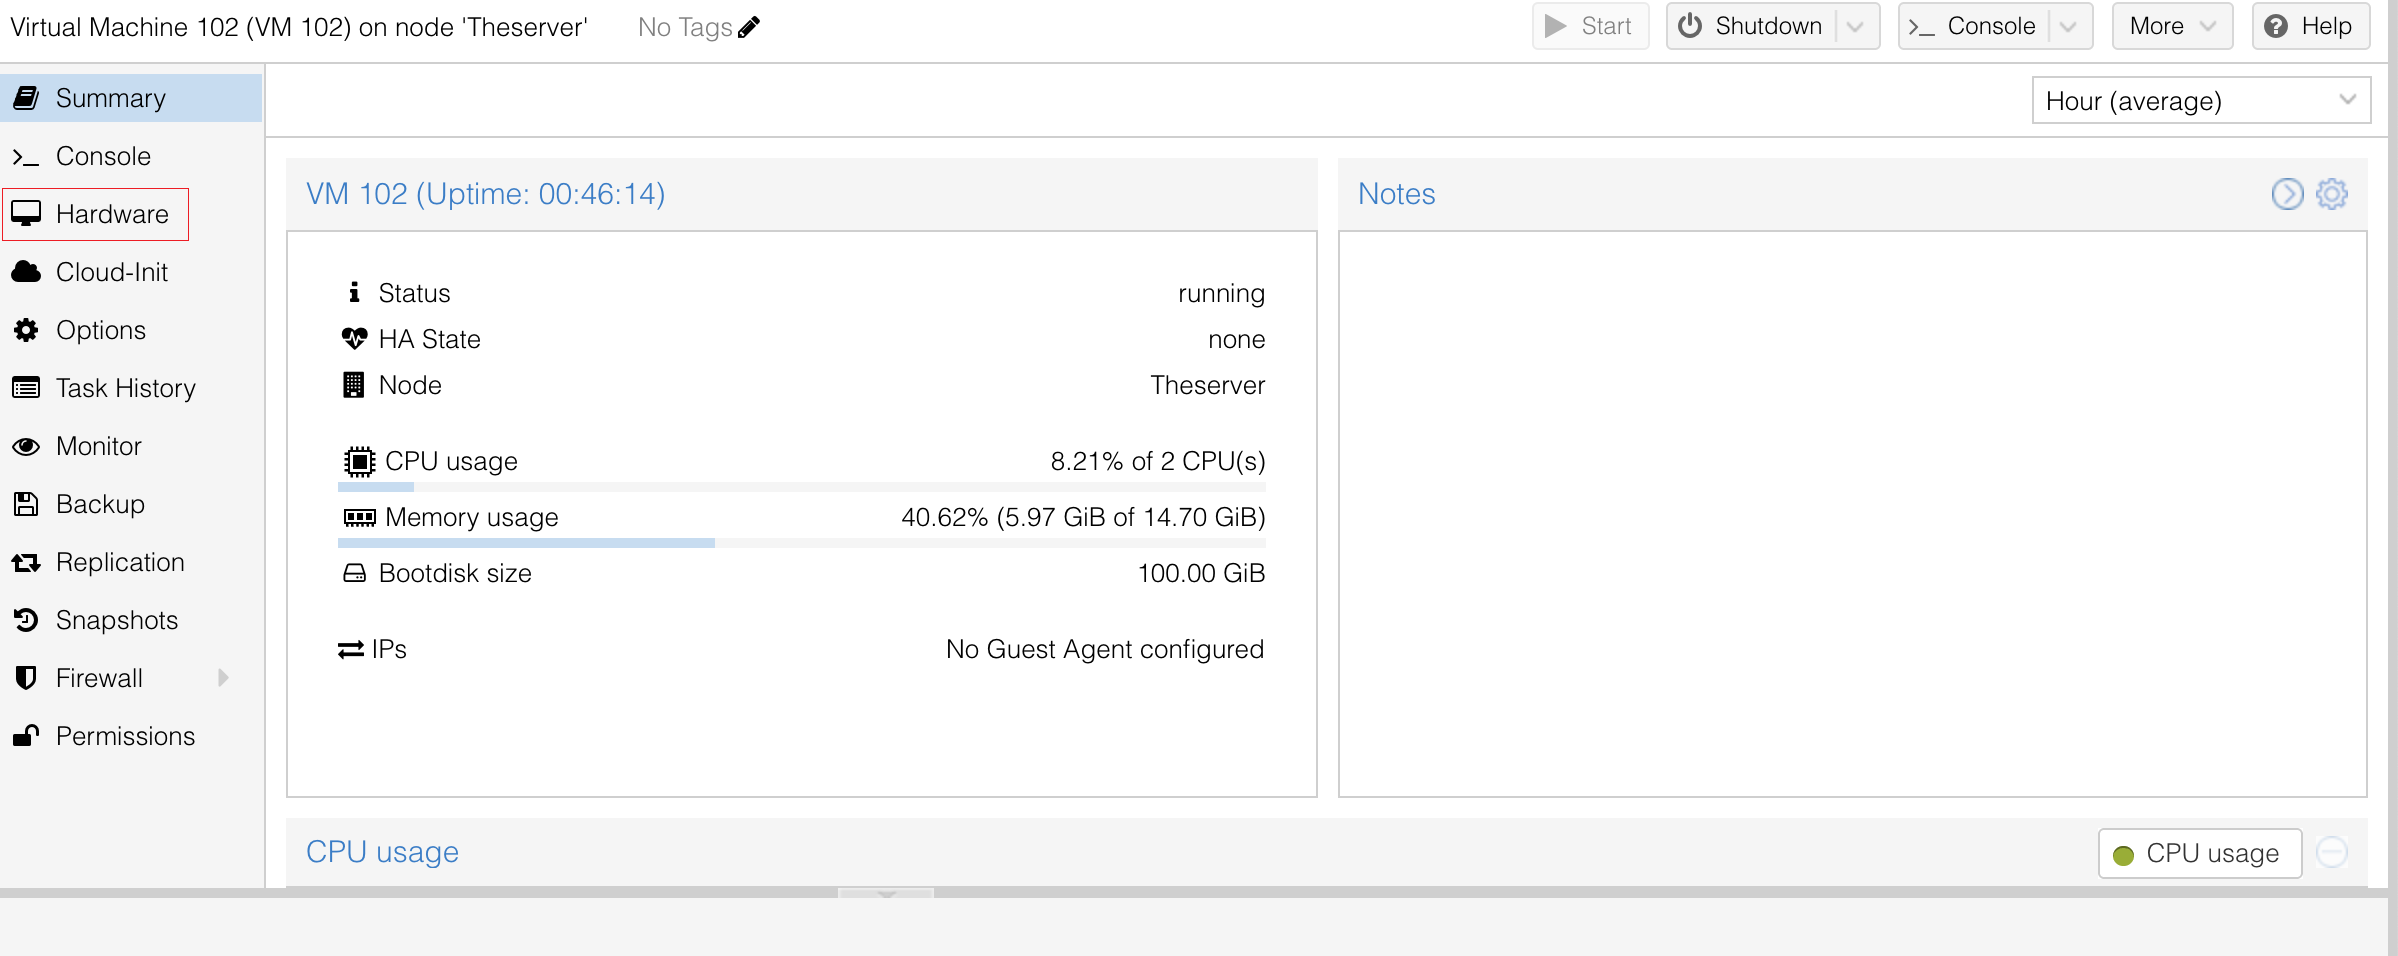 Virtual Machine 102 (VM 102) on node 'Theserver' No Tags Start Shutdown Console More Help
Hour (average)
Summary
Console
Hardware
Cloud-Init
Options
Task History
Monitor
Backup
Replication
Snapshots
Firewall
Permissions
VM 102 (Uptime: 00:46:14)
Status running
HA State none
Node Theserver
CPU usage 8.21% of 2 CPU(s)
Memory usage 40.62% (5.97 GiB of 14.70 GiB)
Bootdisk size 100.00 GiB
IPs No Guest Agent configured
Notes
CPU usage CPU usage